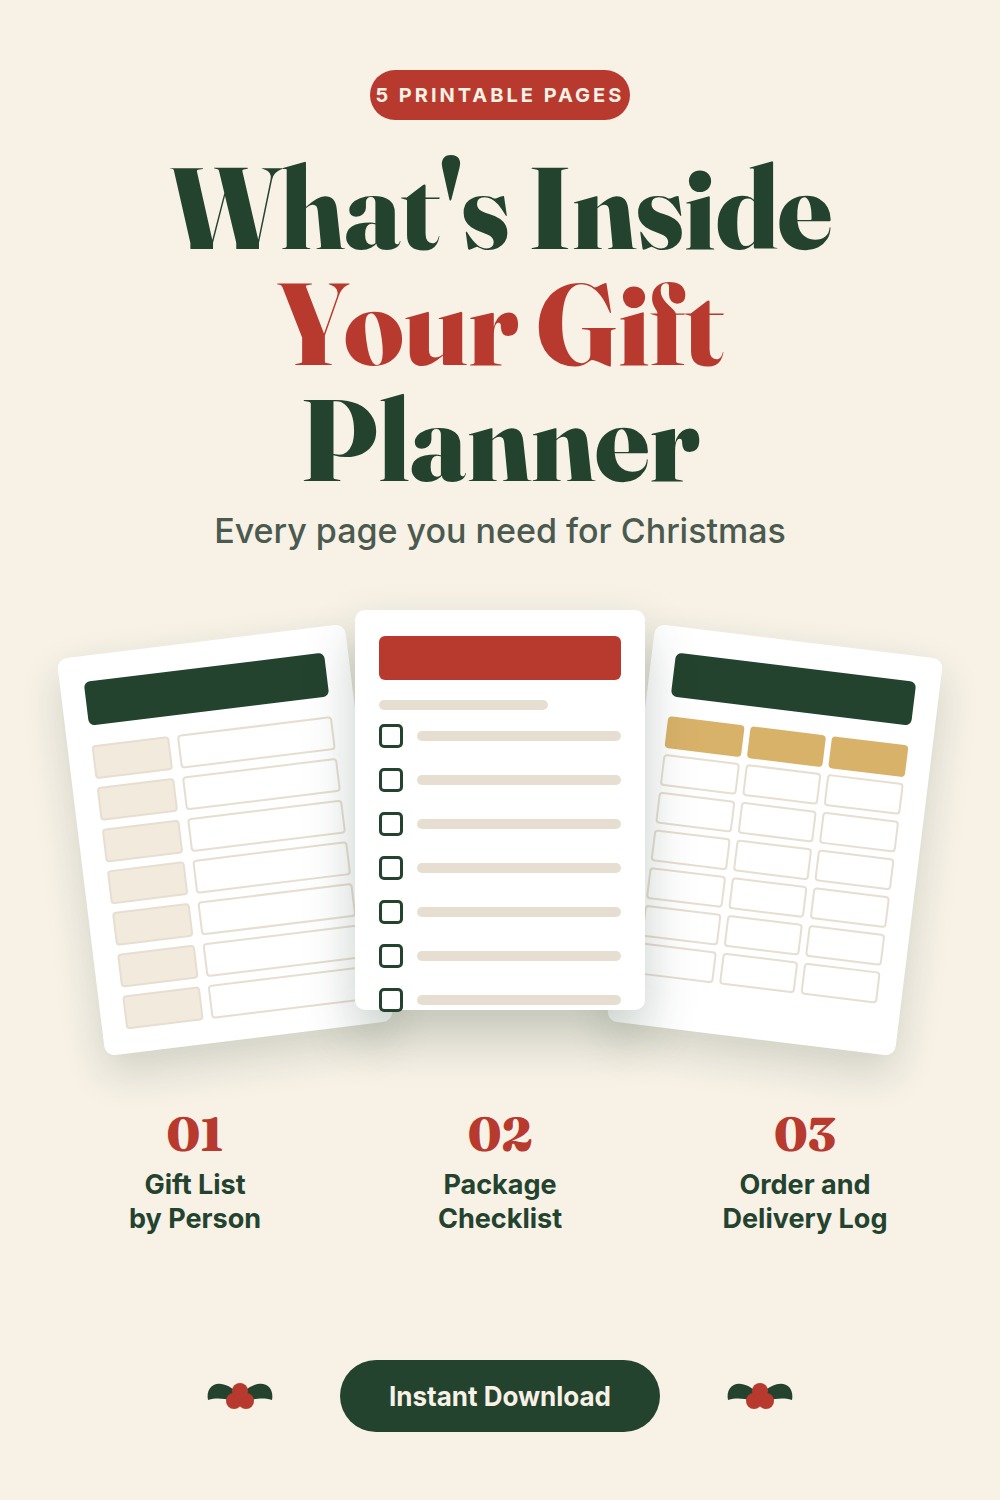 5 PRINTABLE PAGES
What's Inside
Your Gift
Planner
Every page you need for Christmas
01
Gift List
by Person
02
Package
Checklist
03
Order and
Delivery Log
Instant Download